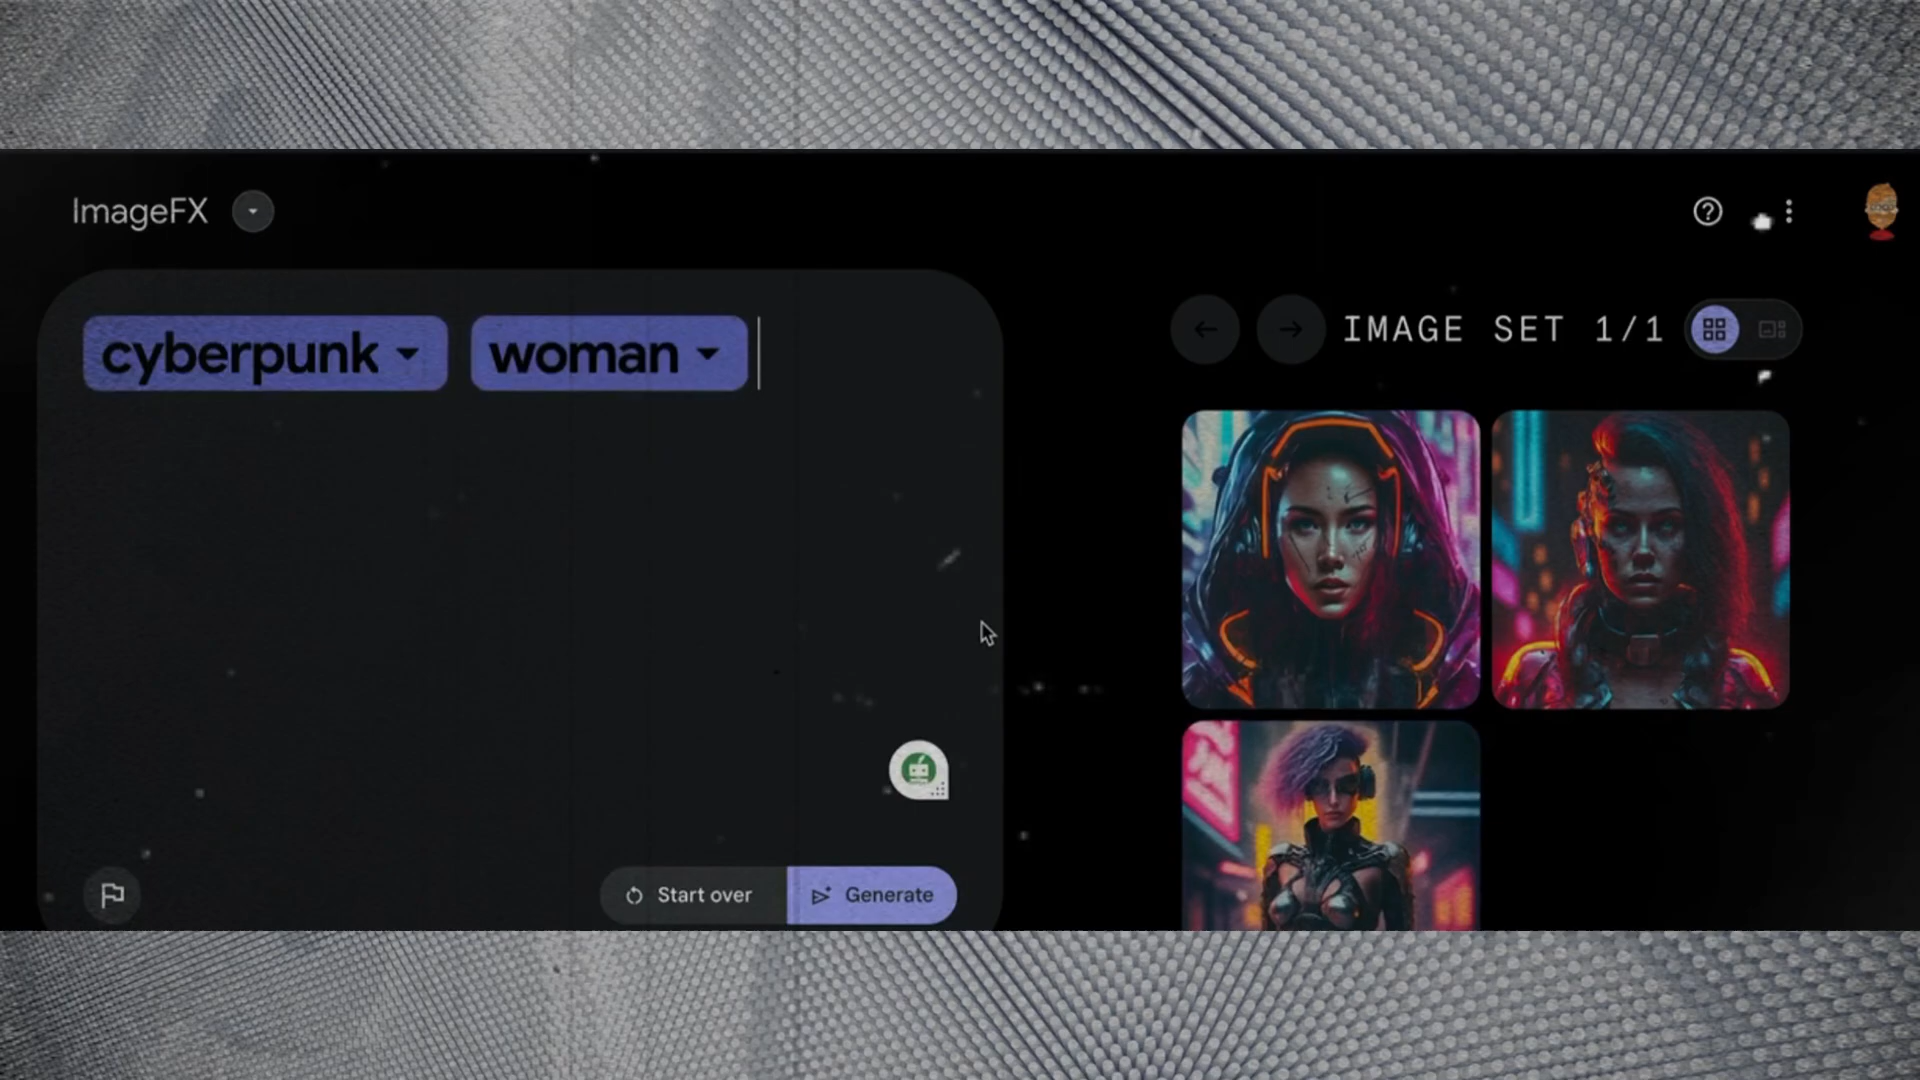 ImageFX
cyberpunk woman
IMAGE SET 1/1
Start over
Generate